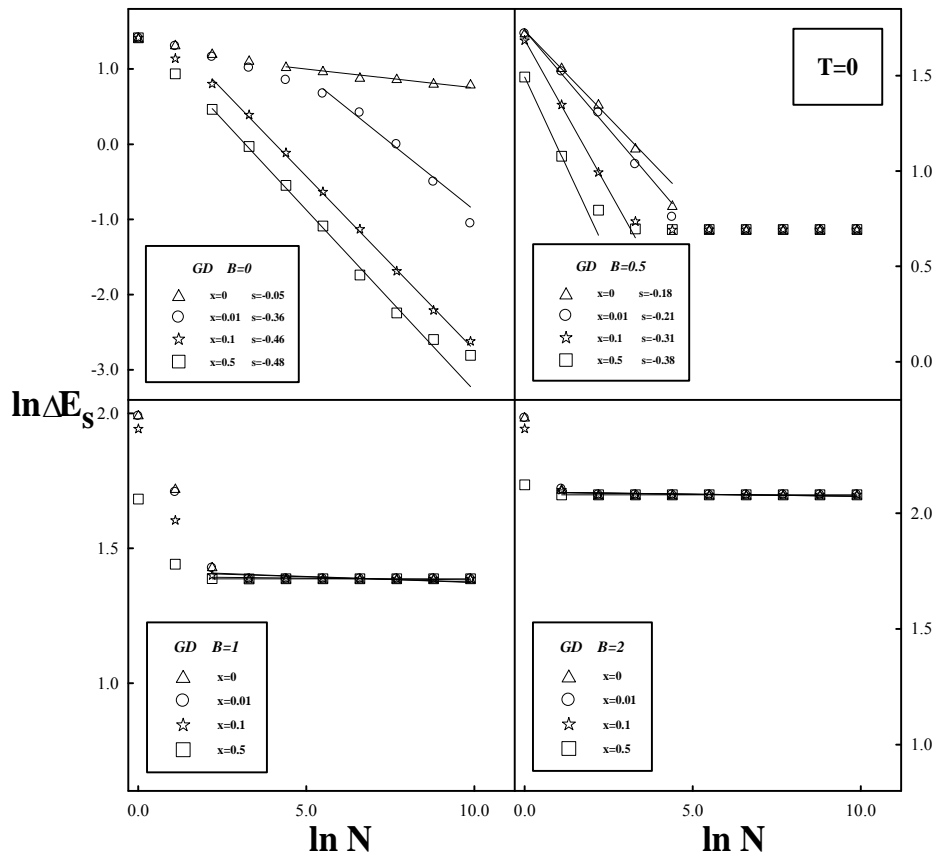 T=0
1.0
0.0
-1.0
-2.0
-3.0
GD B=0
x=0 s=-0.05
x=0.01 s=-0.36
x=0.1 s=-0.46
x=0.5 s=-0.48
1.5
1.0
0.5
0.0
GD B=0.5
x=0 s=-0.18
x=0.01 s=-0.21
x=0.1 s=-0.31
x=0.5 s=-0.38
ln ΔEs
2.0
1.5
1.0
GD B=1
x=0
x=0.01
x=0.1
x=0.5
2.0
1.5
1.0
GD B=2
x=0
x=0.01
x=0.1
x=0.5
0.0 5.0 10.0
0.0 5.0 10.0
ln N
ln N